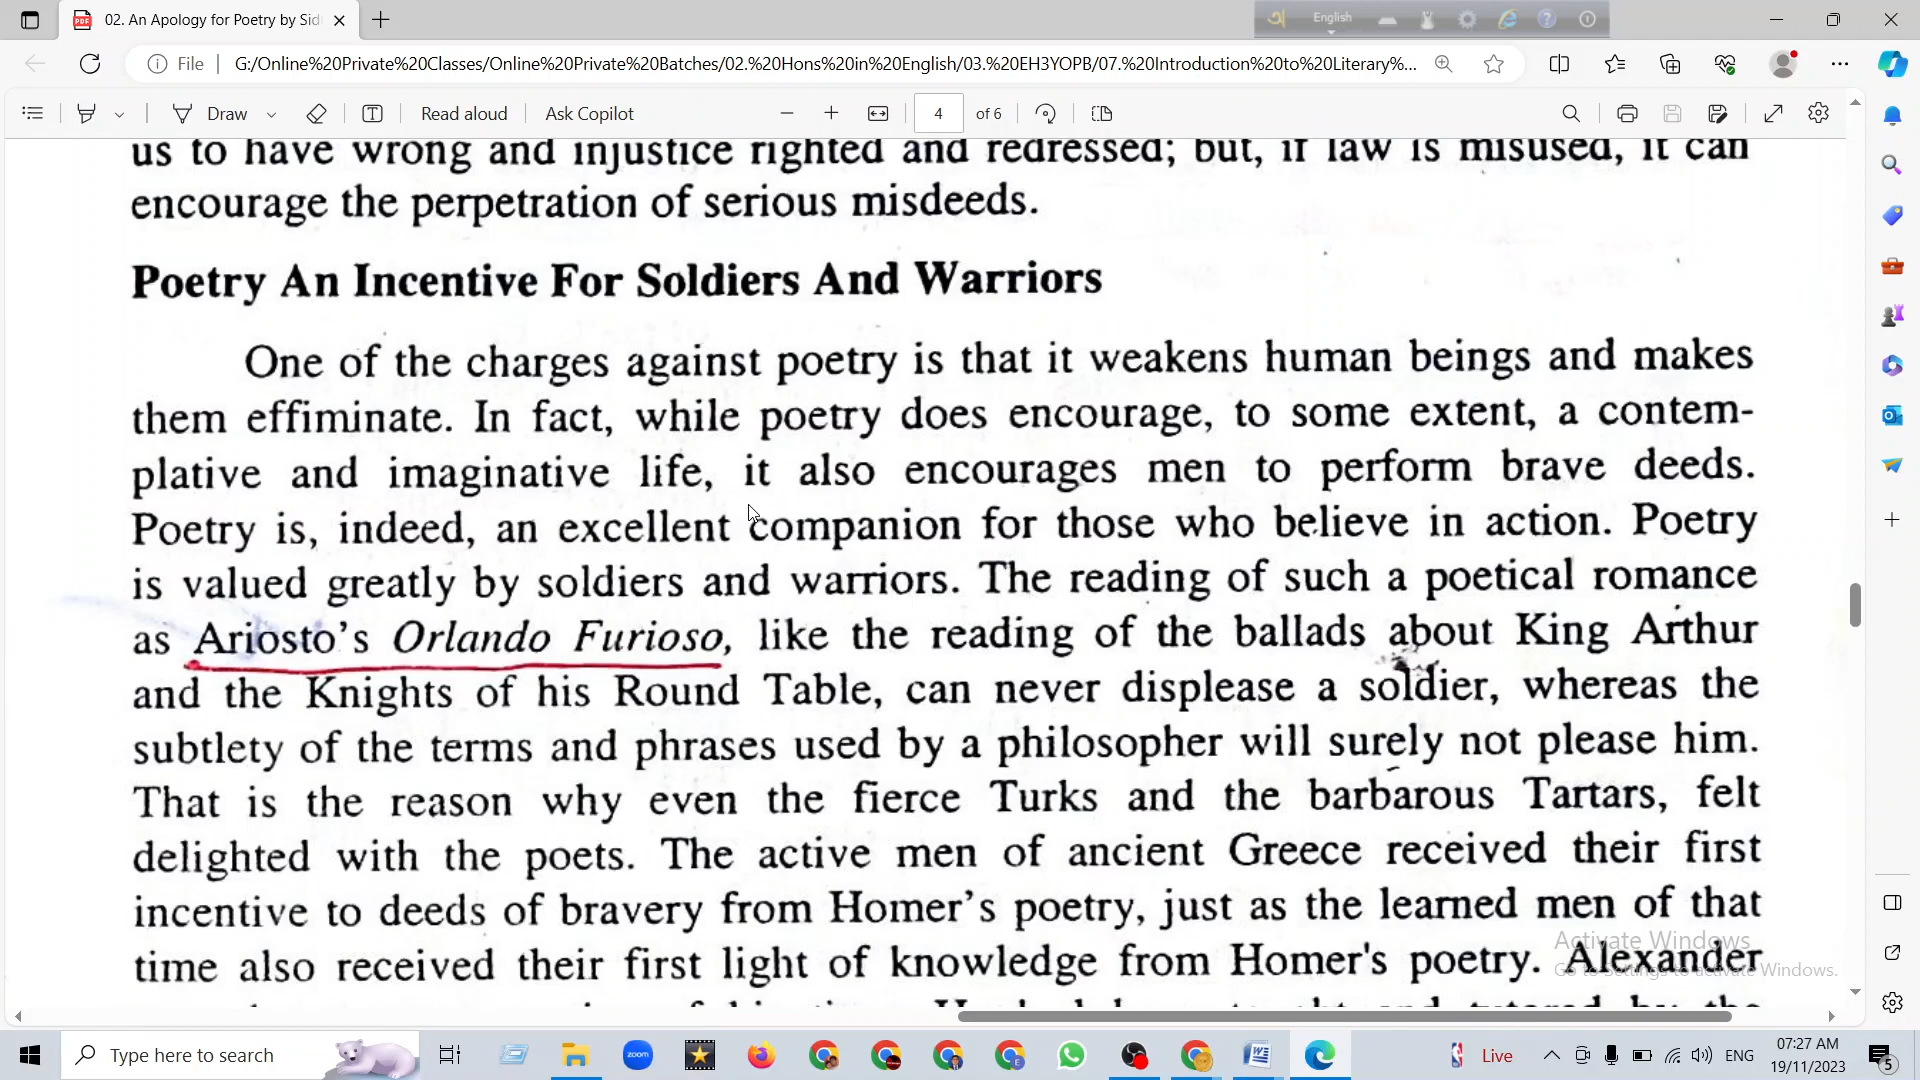 02. An Apology for Poetry by Sid
English
File
G:/Online%20Private%20Classes/Online%20Private%20Batches/02.%20Hons%20in%20English/03.%20EH3YOPB/07.%20Introduction%20to%20Literary%...
Draw
Read aloud
Ask Copilot
4 of 6
us to have wrong and injustice righted and redressed; but, if law is misused, it can
encourage the perpetration of serious misdeeds.
Poetry An Incentive For Soldiers And Warriors
One of the charges against poetry is that it weakens human beings and makes
them effiminate. In fact, while poetry does encourage, to some extent, a contem-
plative and imaginative life, it also encourages men to perform brave deeds.
Poetry is, indeed, an excellent companion for those who believe in action. Poetry
is valued greatly by soldiers and warriors. The reading of such a poetical romance
as Ariosto's Orlando Furioso, like the reading of the ballads about King Arthur
and the Knights of his Round Table, can never displease a soldier, whereas the
subtlety of the terms and phrases used by a philosopher will surely not please him.
That is the reason why even the fierce Turks and the barbarous Tartars, felt
delighted with the poets. The active men of ancient Greece received their first
incentive to deeds of bravery from Homer's poetry, just as the learned men of that
time also received their first light of knowledge from Homer's poetry. Alexander
Activate Windows
Go to Settings to activate Windows.
Type here to search
zoom
Live
ENG
07:27 AM
19/11/2023
5